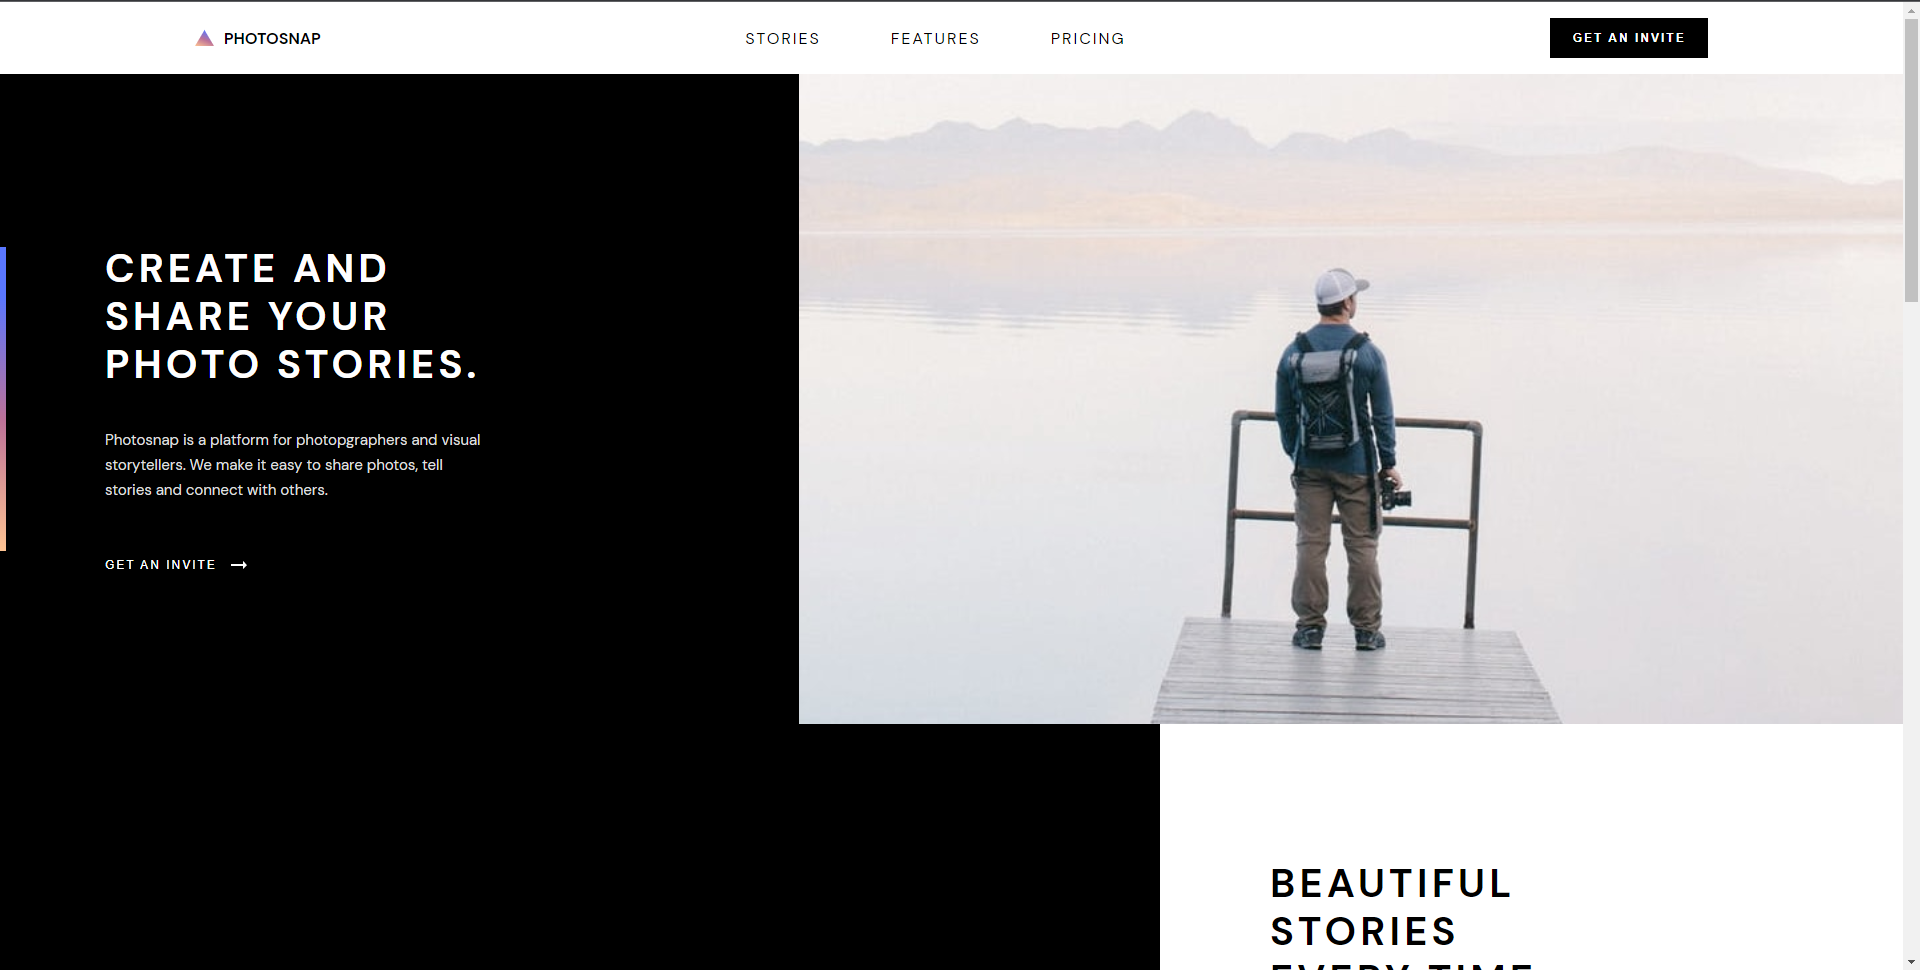 PHOTOSNAP
STORIES
FEATURES
PRICING
GET AN INVITE
CREATE AND
SHARE YOUR
PHOTO STORIES.
Photosnap is a platform for photopgraphers and visual
storytellers. We make it easy to share photos, tell
stories and connect with others.
GET AN INVITE
BEAUTIFUL
STORIES
EVERY TIME